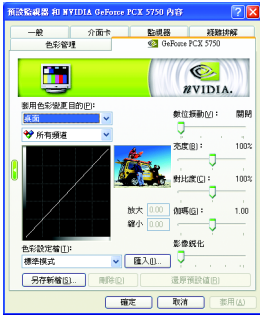 預設監視器 和 NVIDIA GeForce PCX 5750 內容
一般
介面卡
監視器
疑難排解
色彩管理
GeForce PCX 5750
NVIDIA.
套用色彩變更目的(P):
桌面
所有頻道
數位振動(V): 關閉
亮度(B): 100%
對比度(C): 100%
放大 0.00
縮小 0.00
伽瑪(G): 1.00
影像銳化
色彩設定檔(T):
標準模式
匯入(I)...
另存新檔(S)...
刪除(D)
還原預設值(R)
確定
取消
套用(A)